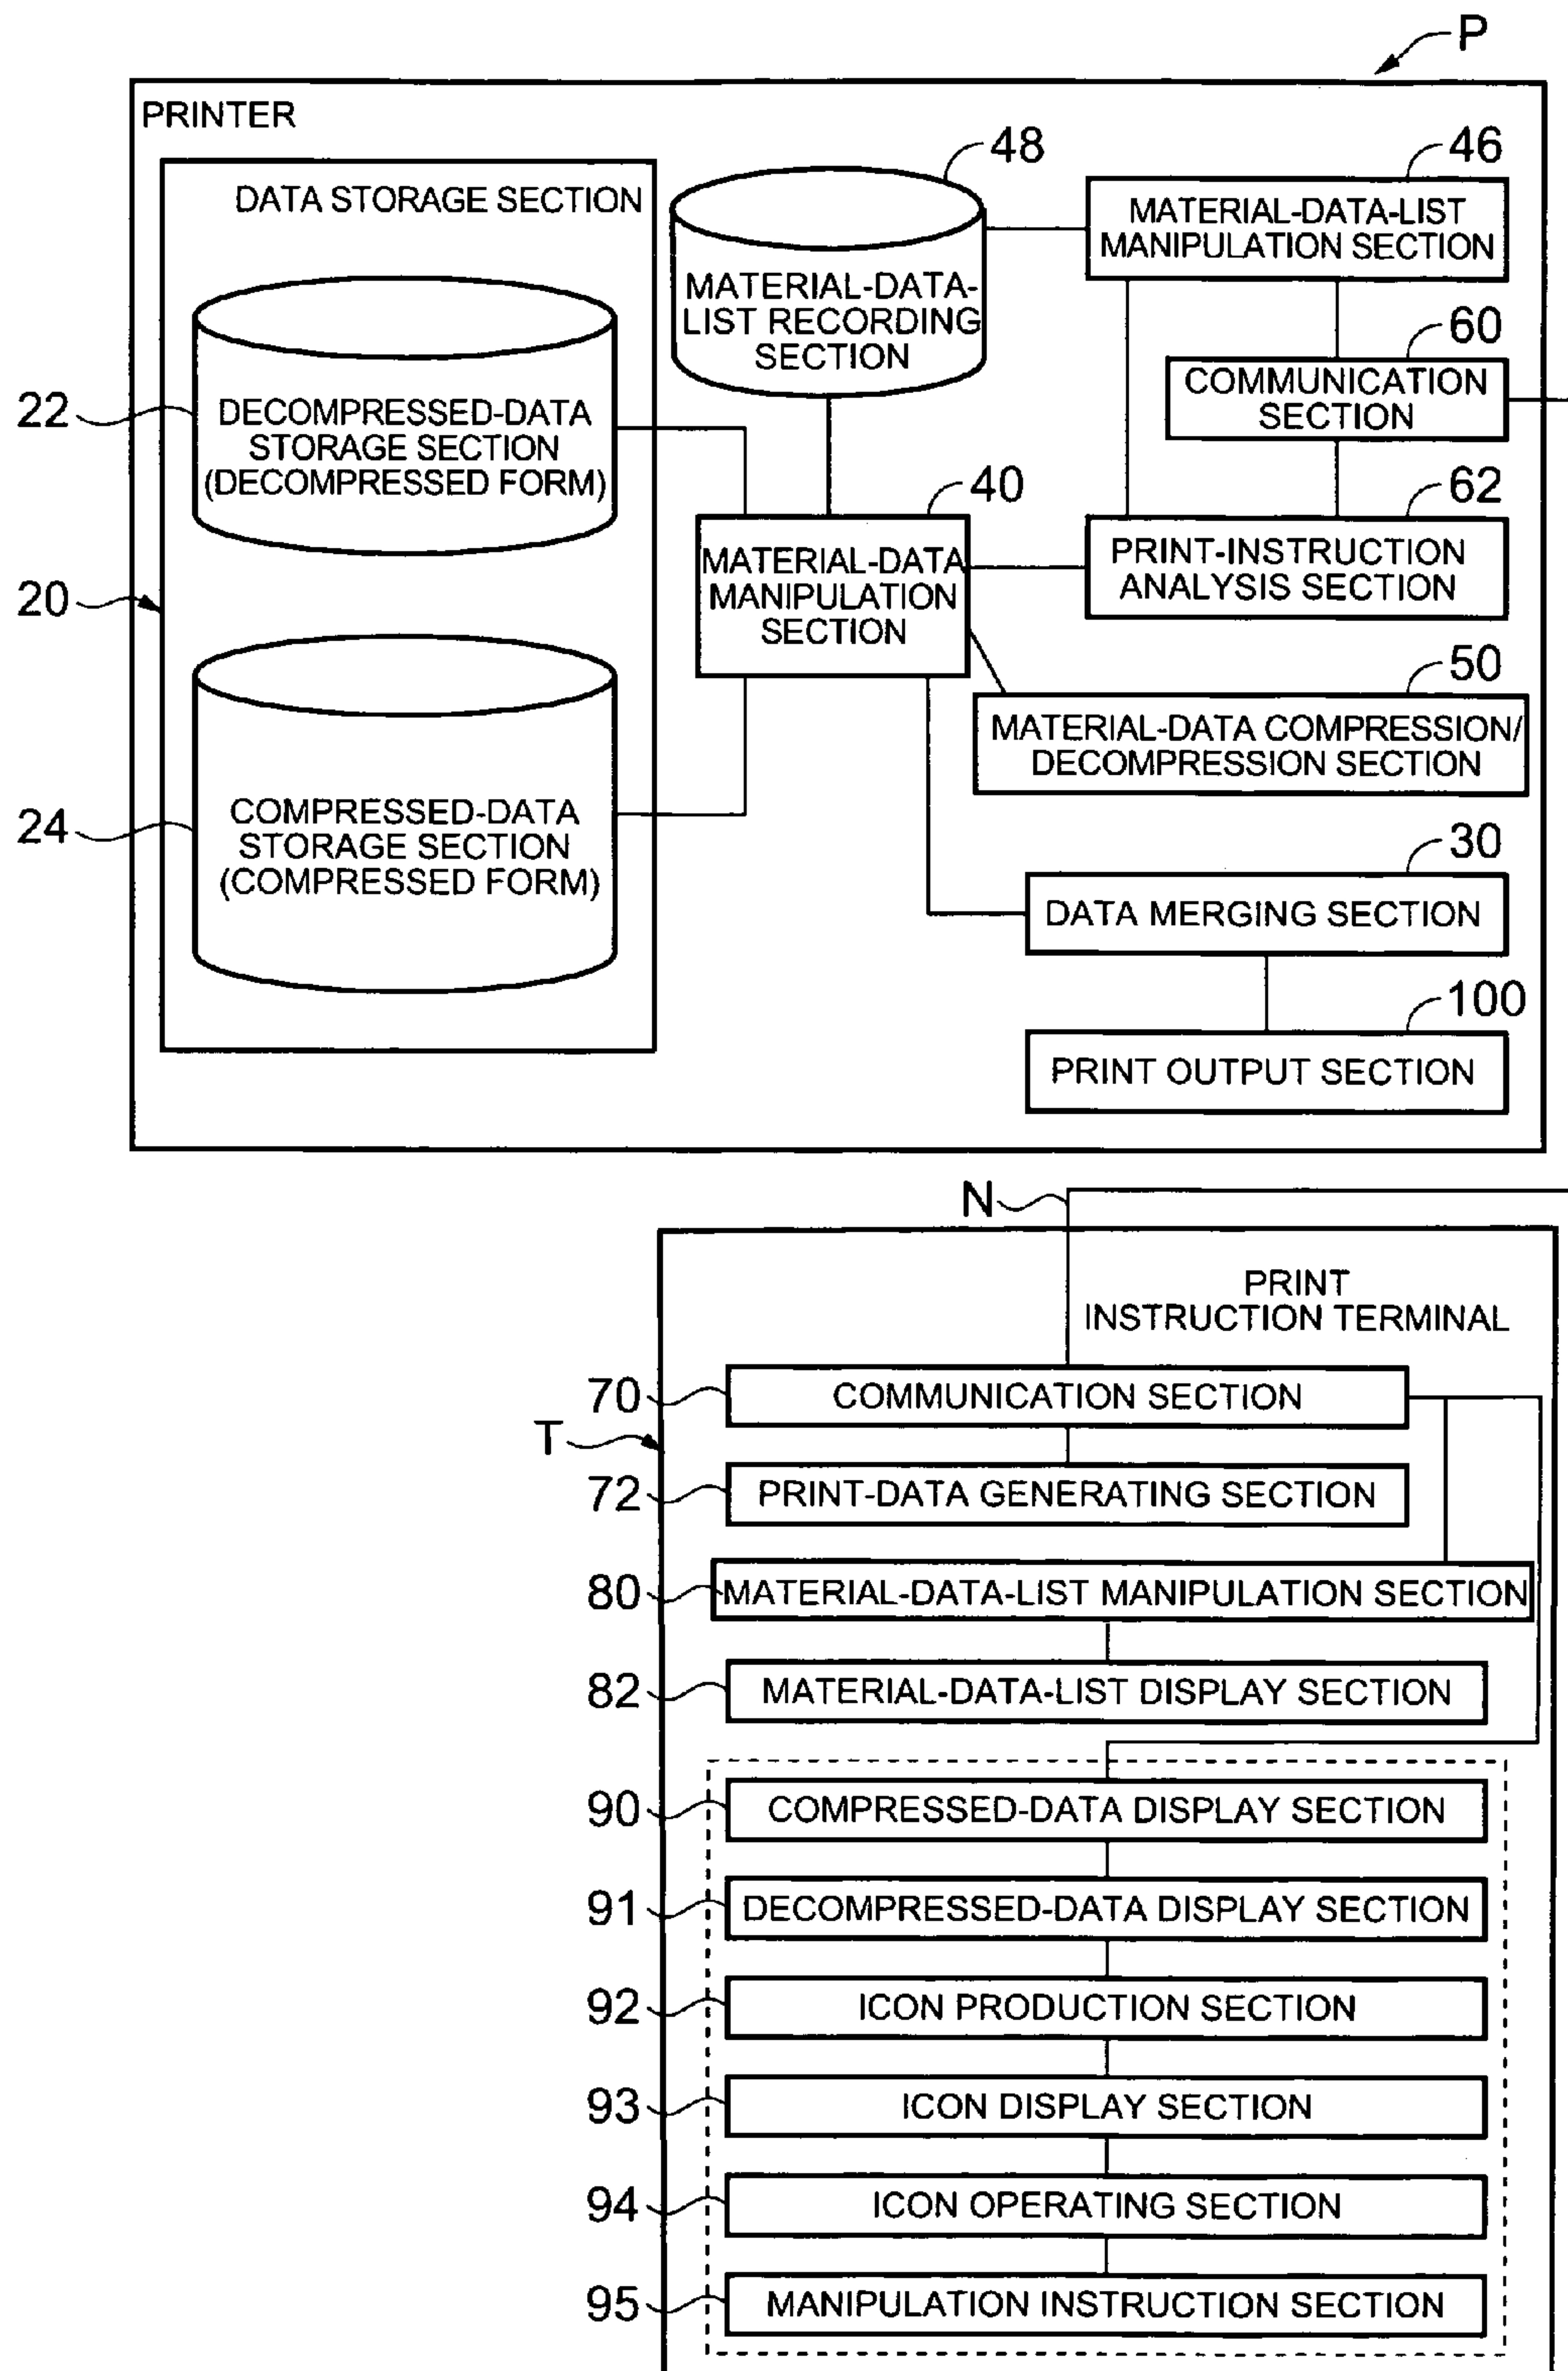 P
PRINTER
DATA STORAGE SECTION
48
46
MATERIAL-DATA-LIST
MANIPULATION SECTION
MATERIAL-DATA-
LIST RECORDING
SECTION
60
COMMUNICATION
SECTION
22
DECOMPRESSED-DATA
STORAGE SECTION
(DECOMPRESSED FORM)
40
62
MATERIAL-DATA
MANIPULATION
SECTION
PRINT-INSTRUCTION
ANALYSIS SECTION
20
50
MATERIAL-DATA COMPRESSION/
DECOMPRESSION SECTION
24
COMPRESSED-DATA
STORAGE SECTION
(COMPRESSED FORM)
30
DATA MERGING SECTION
100
PRINT OUTPUT SECTION
N
PRINT
INSTRUCTION TERMINAL
70
COMMUNICATION SECTION
T
72
PRINT-DATA GENERATING SECTION
80
MATERIAL-DATA-LIST MANIPULATION SECTION
82
MATERIAL-DATA-LIST DISPLAY SECTION
90
COMPRESSED-DATA DISPLAY SECTION
91
DECOMPRESSED-DATA DISPLAY SECTION
92
ICON PRODUCTION SECTION
93
ICON DISPLAY SECTION
94
ICON OPERATING SECTION
95
MANIPULATION INSTRUCTION SECTION